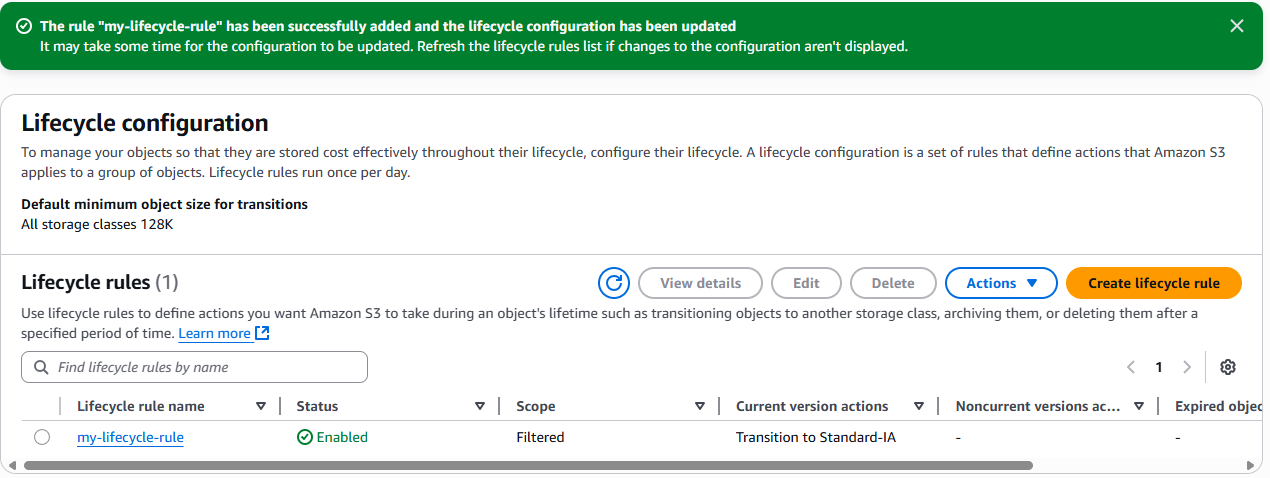 The rule "my-lifecycle-rule" has been successfully added and the lifecycle configuration has been updated
It may take some time for the configuration to be updated. Refresh the lifecycle rules list if changes to the configuration aren't displayed.
Lifecycle configuration
To manage your objects so that they are stored cost effectively throughout their lifecycle, configure their lifecycle. A lifecycle configuration is a set of rules that define actions that Amazon S3
applies to a group of objects. Lifecycle rules run once per day.
Default minimum object size for transitions
All storage classes 128K
Lifecycle rules (1)
View details
Edit
Delete
Actions
Create lifecycle rule
Use lifecycle rules to define actions you want Amazon S3 to take during an object's lifetime such as transitioning objects to another storage class, archiving them, or deleting them after a
specified period of time. Learn more
Find lifecycle rules by name
1
Lifecycle rule name Status Scope Current version actions Noncurrent versions ac... Expired objec
my-lifecycle-rule Enabled Filtered Transition to Standard-IA - -